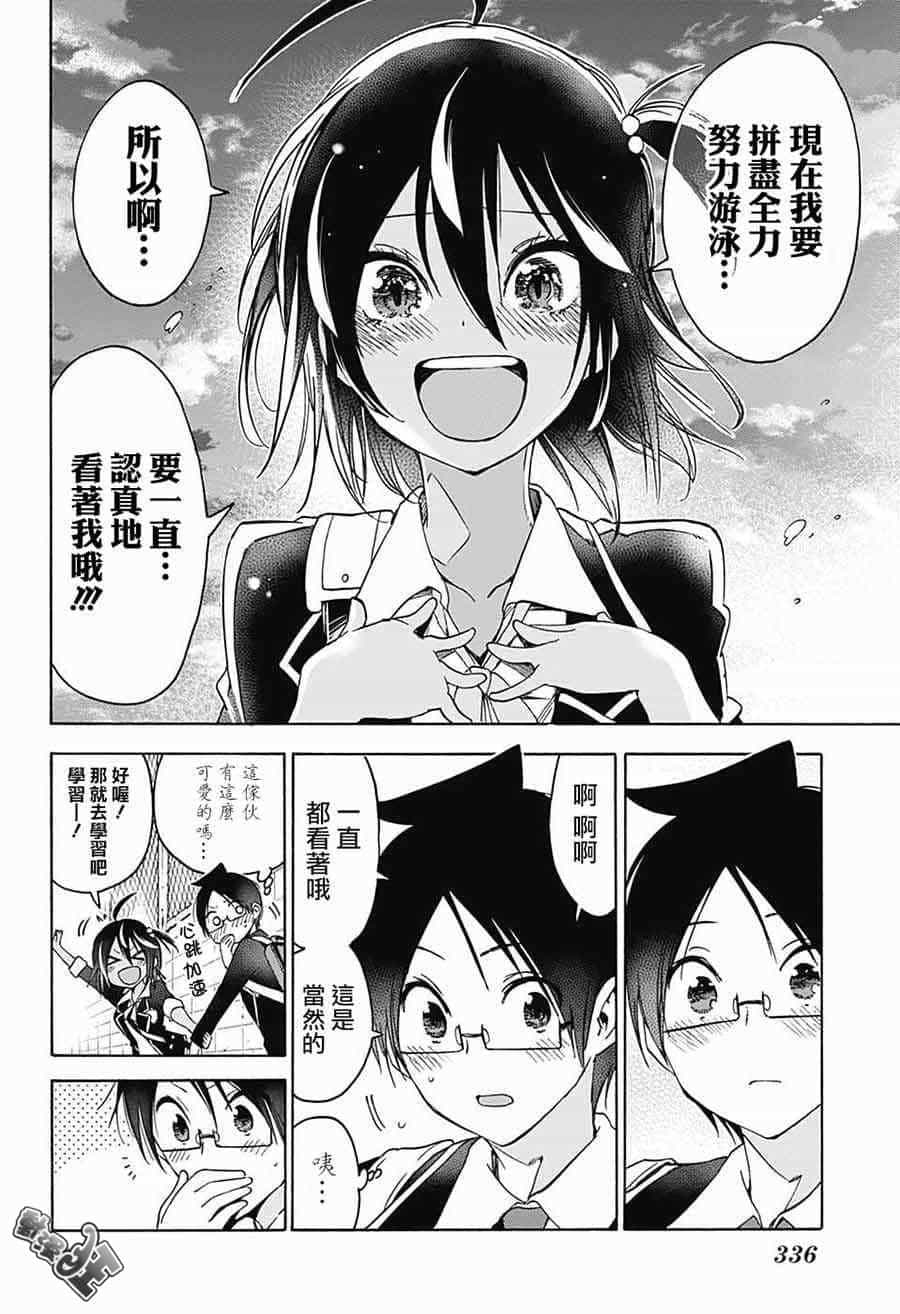 現在我要
拼盡全力
努力游泳…
所以啊…
要一直…
認真地
看著我哦!!!
啊 啊啊
一直
都看著哦
這是
當然的
咦…
這傢伙
有這麼
可愛的嗎…
心跳加速
好喔!
那就去學習吧
學習ー!
336